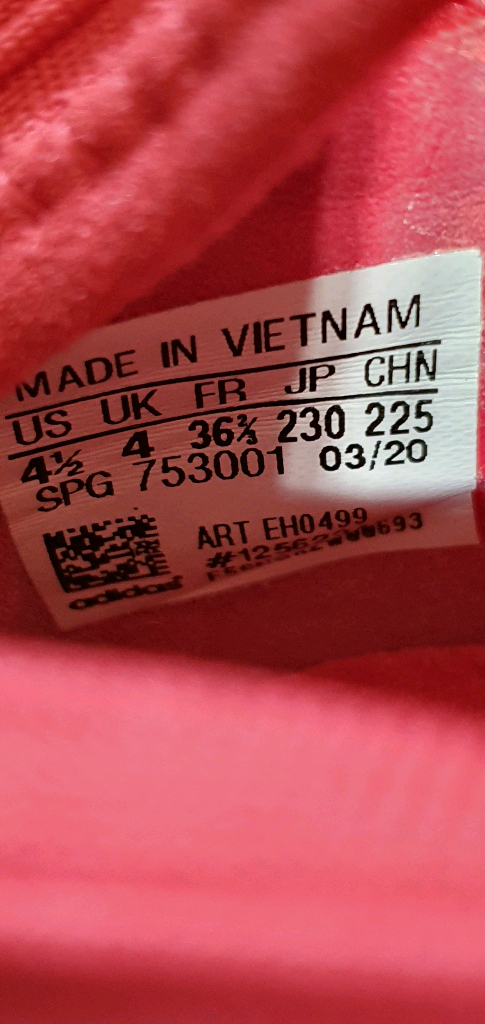 MADE IN VIETNAM
US UK FR JP CHN
4½ 4 36⅔ 230 225
SPG 753001 03/20
ART EH0499
adidas